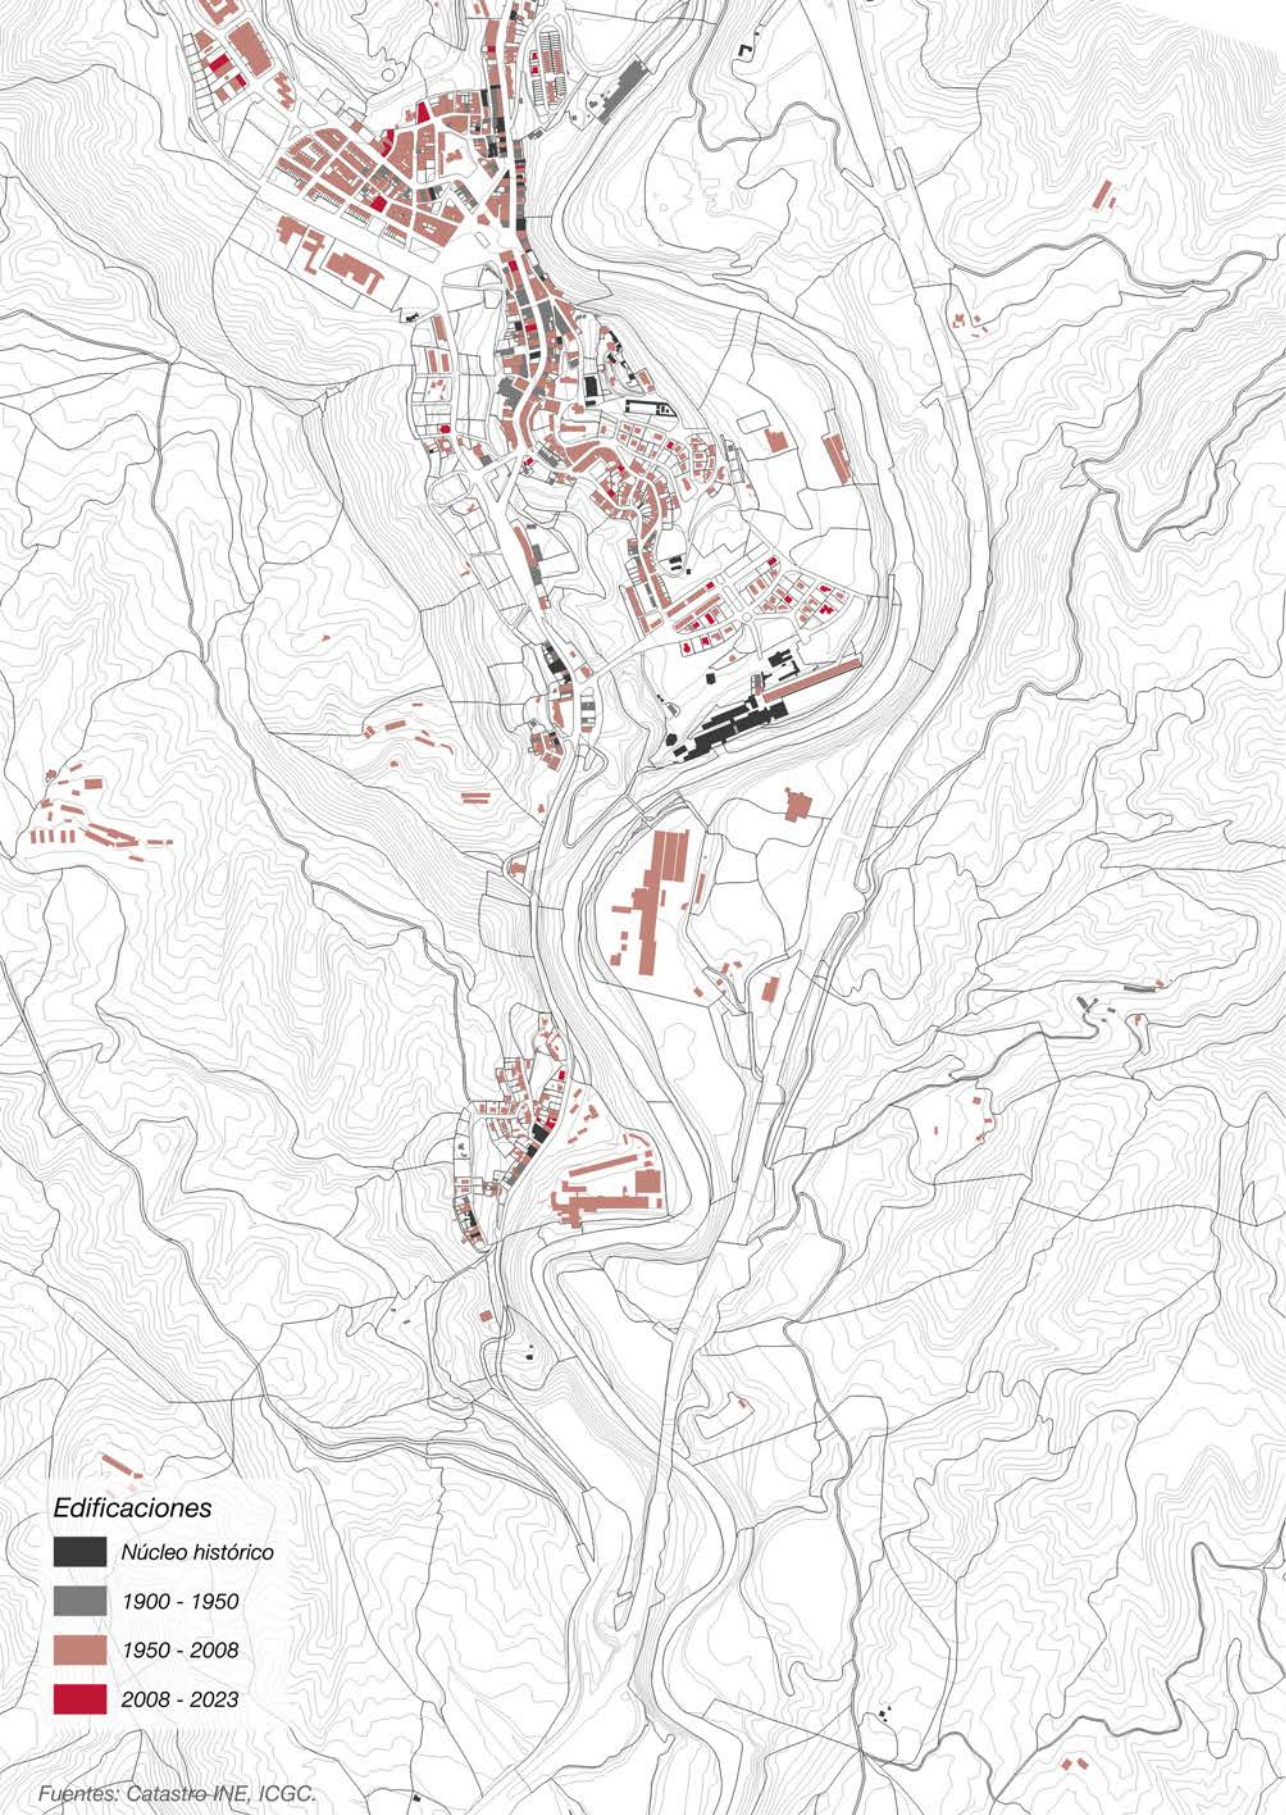 Edificaciones
Núcleo histórico
1900 - 1950
1950 - 2008
2008 - 2023
Fuentes: Catastro INE, ICGC.